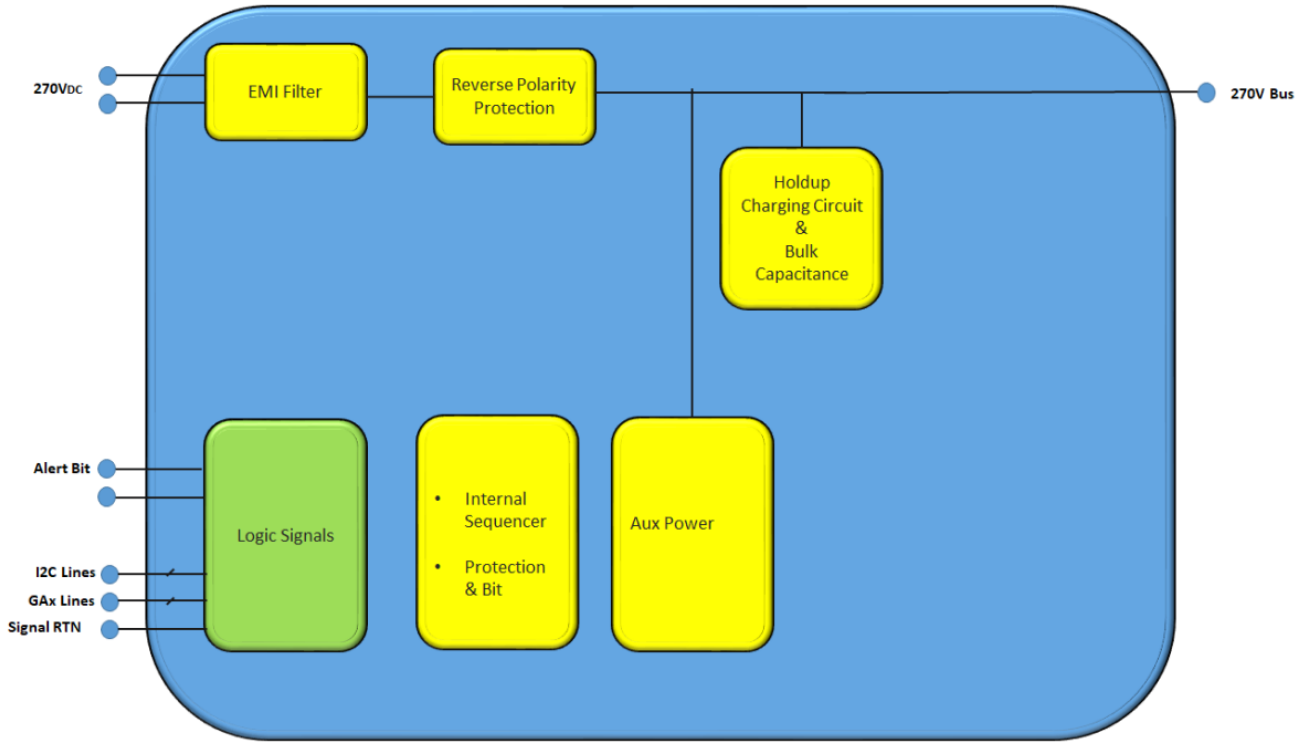 270VDC
EMI Filter
Reverse Polarity
Protection
270V Bus
Holdup
Charging Circuit
&
Bulk
Capacitance
Alert Bit
I2C Lines
GAx Lines
Signal RTN
Logic Signals
• Internal
Sequencer
• Protection
& Bit
Aux Power